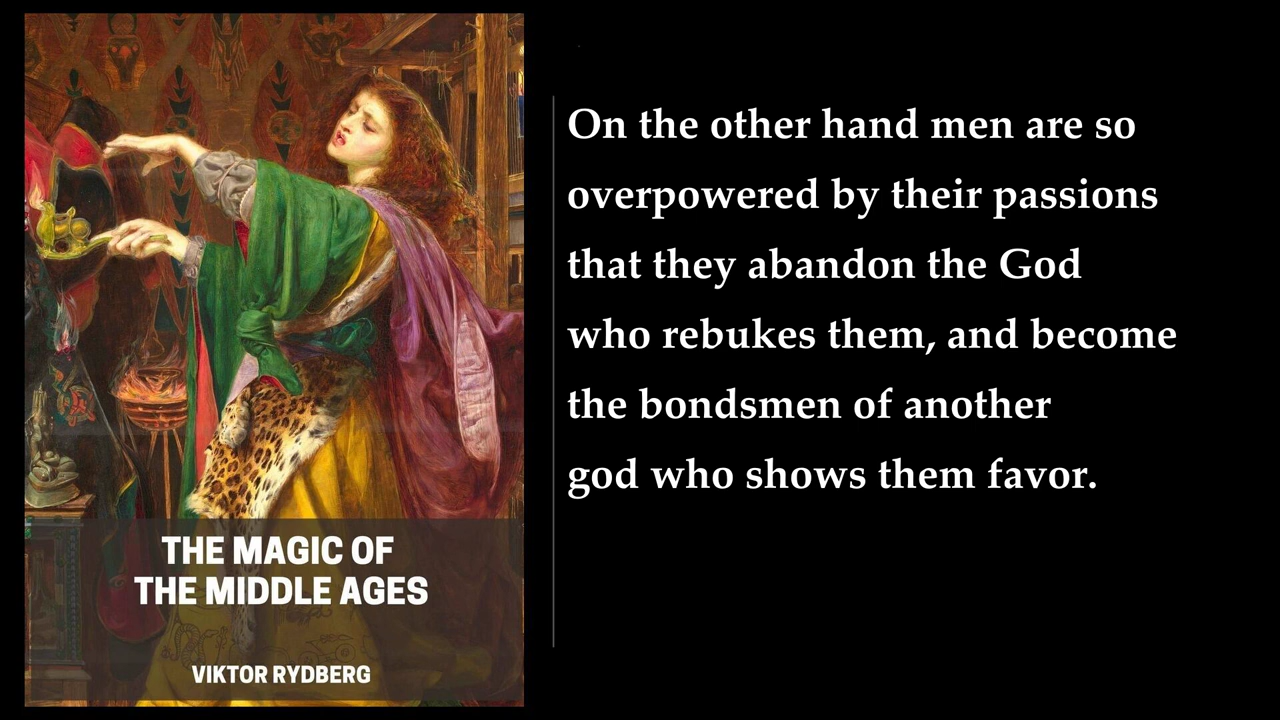 On the other hand men are so
overpowered by their passions
that they abandon the God
who rebukes them, and become
the bondsmen of another
god who shows them favor.
THE MAGIC OF
THE MIDDLE AGES
VIKTOR RYDBERG